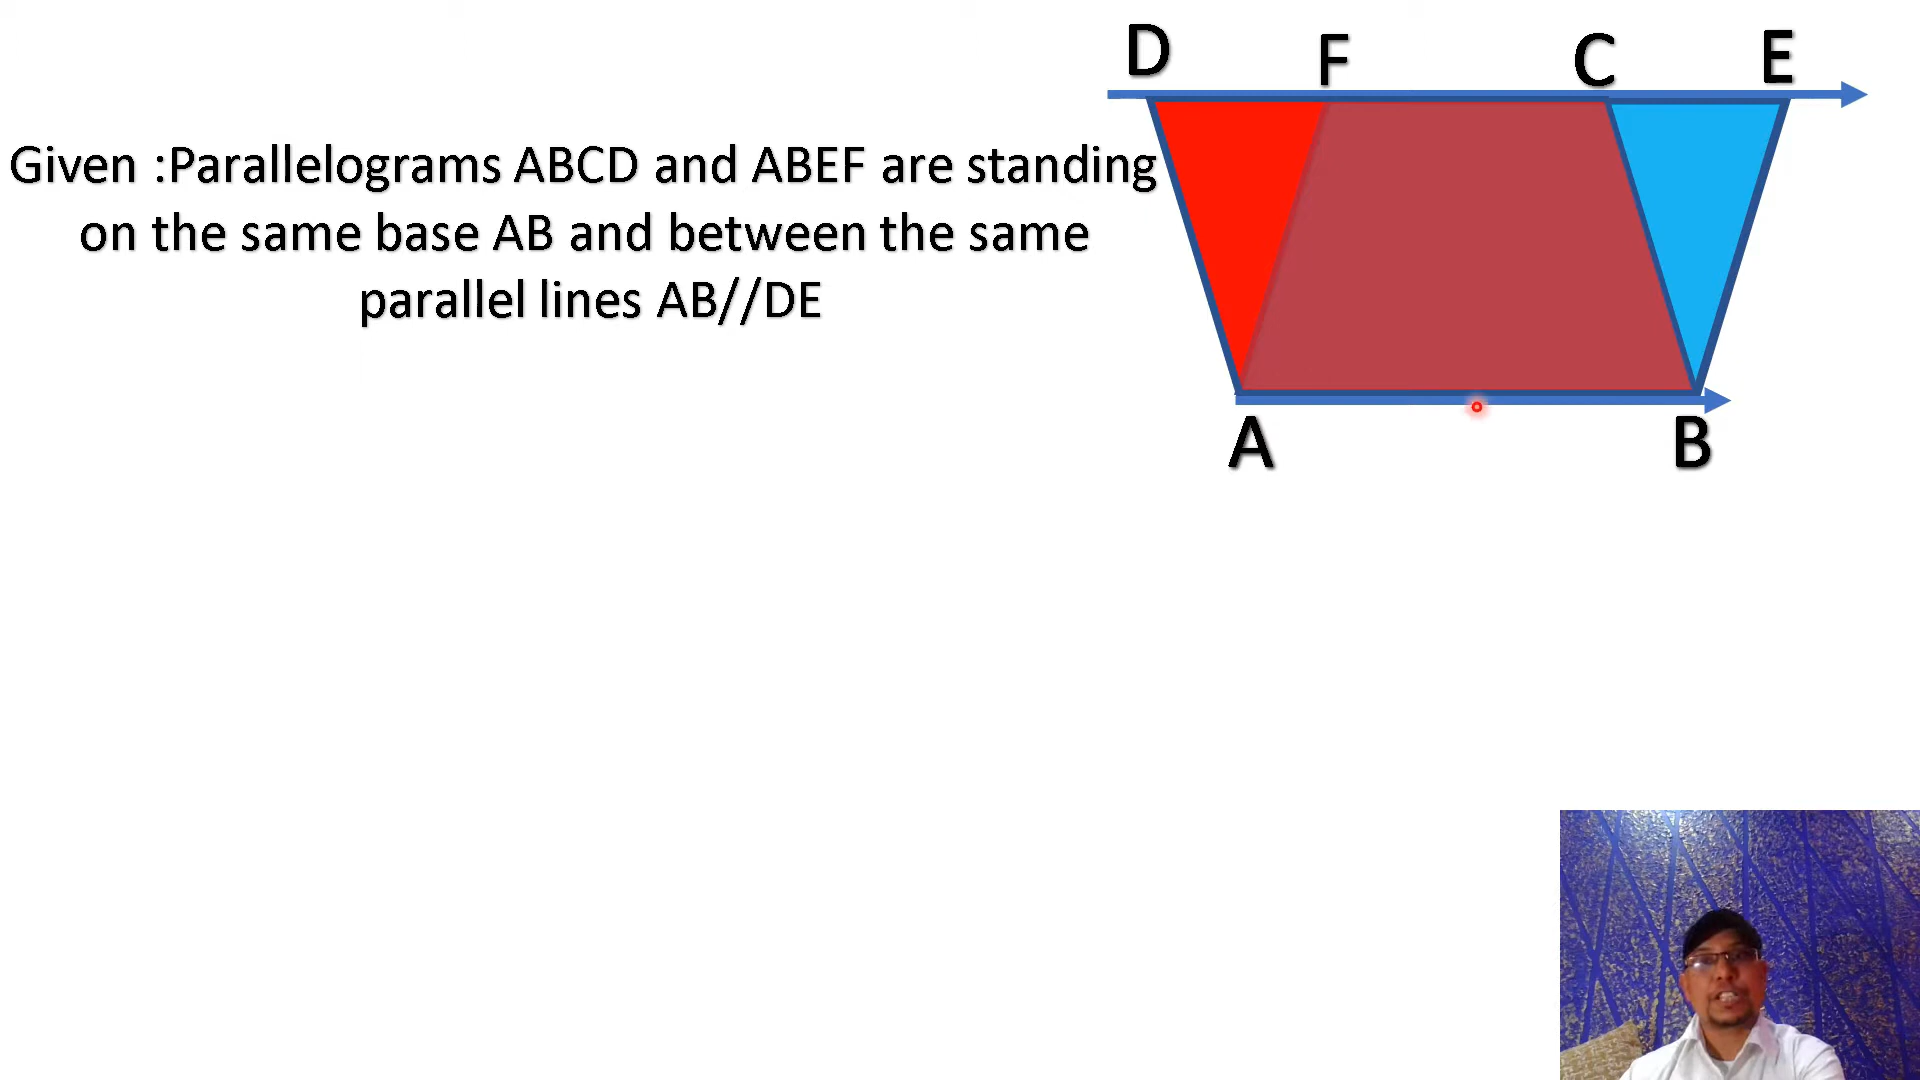 D F C E
Given :Parallelograms ABCD and ABEF are standing
on the same base AB and between the same
parallel lines AB//DE
A B